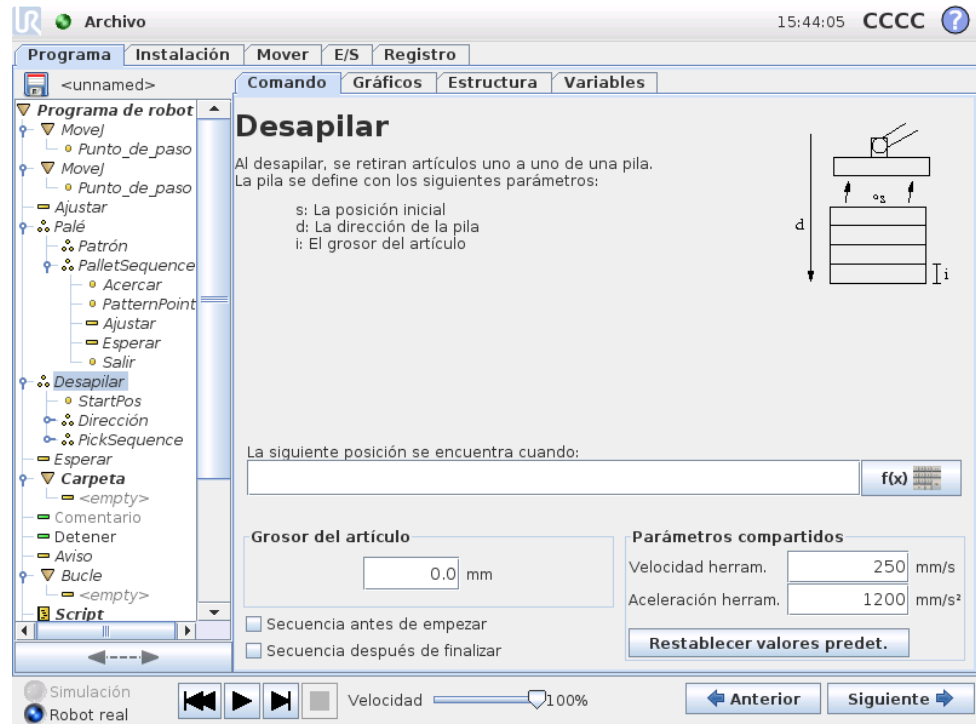 UR Archivo 15:44:05 CCCC ?
Programa Instalación Mover E/S Registro
<unnamed>
Comando Gráficos Estructura Variables
Programa de robot
MoveJ
Punto_de_paso
MoveJ
Punto_de_paso
Ajustar
Palé
Patrón
PalletSequence
Acercar
PatternPoint
Ajustar
Esperar
Salir
Desapilar
StartPos
Dirección
PickSequence
Esperar
Carpeta
<empty>
Comentario
Detener
Aviso
Bucle
<empty>
Script
Desapilar
Al desapilar, se retiran artículos uno a uno de una pila.
La pila se define con los siguientes parámetros:
s: La posición inicial
d: La dirección de la pila
i: El grosor del artículo
s
d
i
La siguiente posición se encuentra cuando:
f(x)
Grosor del artículo
0.0 mm
Secuencia antes de empezar
Secuencia después de finalizar
Parámetros compartidos
Velocidad herram. 250 mm/s
Aceleración herram. 1200 mm/s²
Restablecer valores predet.
Simulación
Robot real
Velocidad 100%
Anterior Siguiente